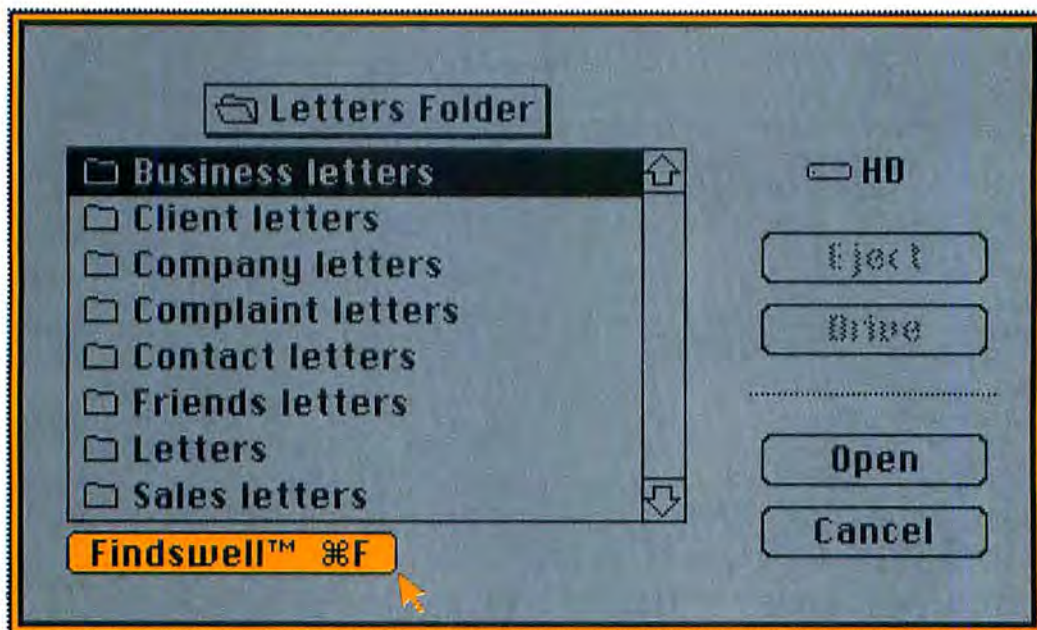 Letters Folder
Business letters
Client letters
Company letters
Complaint letters
Contact letters
Friends letters
Letters
Sales letters
Findswell™ ⌘F
HD
Eject
Drive
Open
Cancel